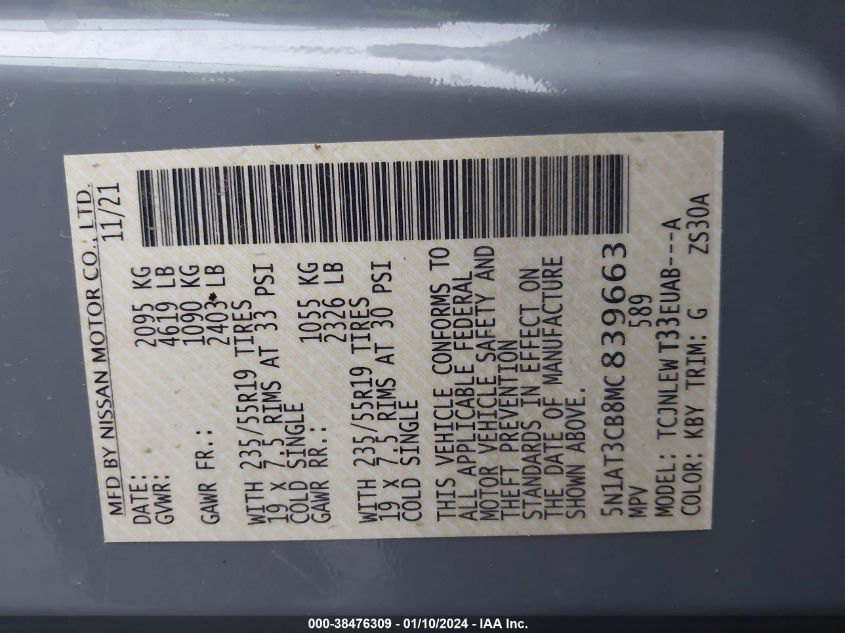 MFD BY NISSAN MOTOR CO., LTD.
DATE: 11/21
GVWR: 2095 KG
4619 LB
GAWR FR.: 1090 KG
2403 LB
WITH 235/55R19 TIRES
19 X 7.5 RIMS AT 33 PSI
COLD SINGLE
GAWR RR.: 1055 KG
2326 LB
WITH 235/55R19 TIRES
19 X 7.5 RIMS AT 30 PSI
COLD SINGLE
THIS VEHICLE CONFORMS TO
ALL APPLICABLE FEDERAL
MOTOR VEHICLE SAFETY AND
THEFT PREVENTION
STANDARDS IN EFFECT ON
THE DATE OF MANUFACTURE
SHOWN ABOVE.
5N1AT3CB8MC839663
MPV 589
MODEL: TCJNLEWT33EUAB---A
COLOR: KBY TRIM: G ZS30A
000-38476309 - 01/10/2024 - IAA Inc.